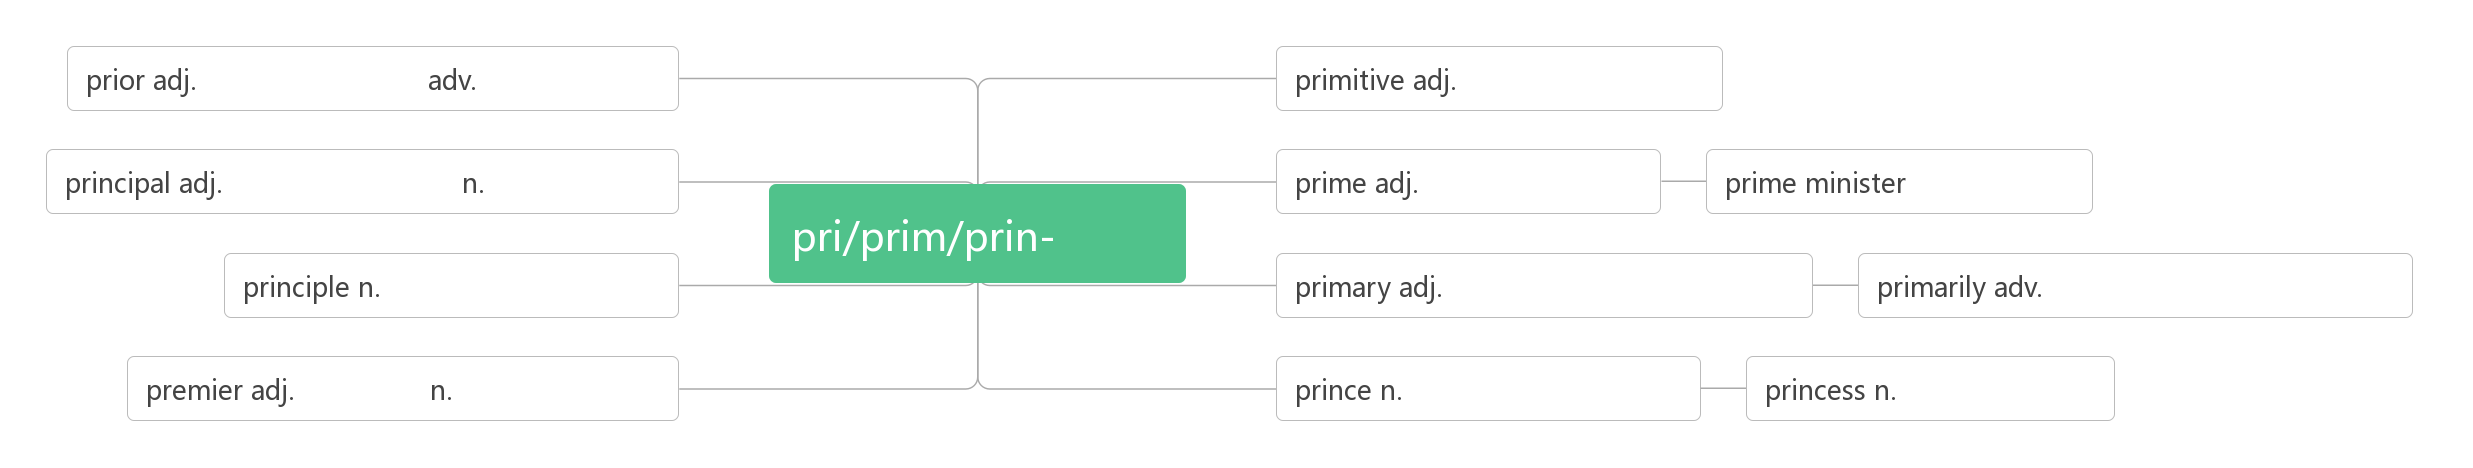 prior adj. adv.
principal adj. n.
principle n.
premier adj. n.
pri/prim/prin-
primitive adj.
prime adj.
prime minister
primary adj.
primarily adv.
prince n.
princess n.